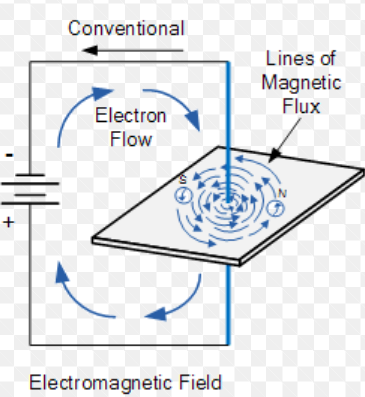 Conventional
Lines of
Magnetic
Flux
Electron
Flow
-
+
S
N
Electromagnetic Field